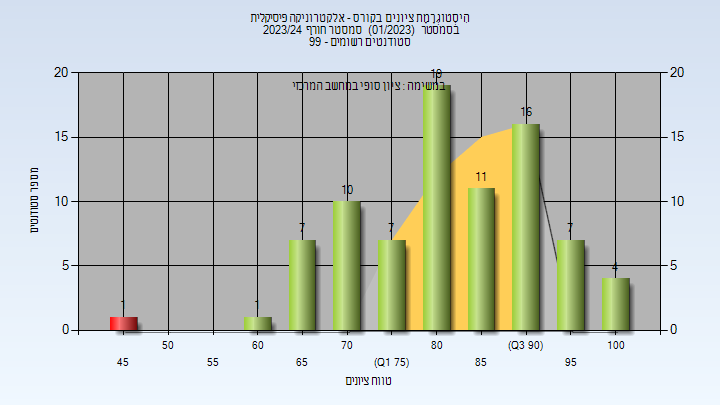 היסטוגרמת ציונים בקורס - אלקטרוניקה פיסיקלית
בסמסטר (01/2023) סמסטר חורף 2023/24
סטודנטים רשומים - 99
במשימה : ציון סופי במחשב המרכזי
מספר סטודנטים
20 20
15 15
10 10
5 5
0 0
1 1 7 10 7 19 11 16 7 4
50 60 70 80 (Q3 90) 100
45 55 65 (Q1 75) 85 95
טווח ציונים